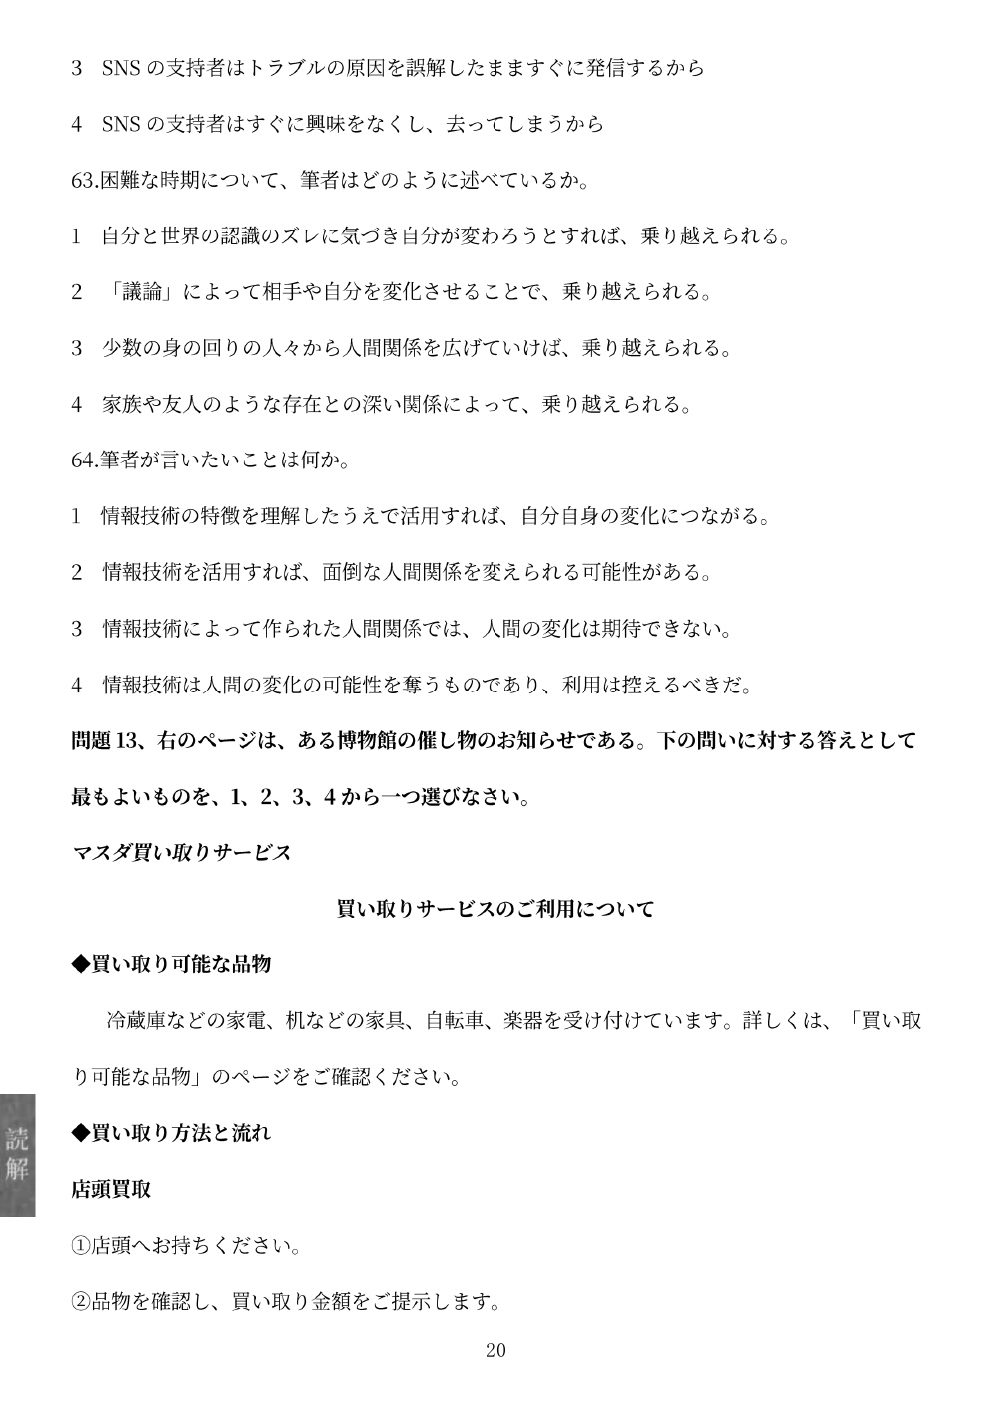 3 SNS の支持者はトラブルの原因を誤解したまますぐに発信するから
4 SNS の支持者はすぐに興味をなくし、去ってしまうから
63.困難な時期について、筆者はどのように述べているか。
1 自分と世界の認識のズレに気づき自分が変わろうとすれば、乗り越えられる。
2 「議論」によって相手や自分を変化させることで、乗り越えられる。
3 少数の身の回りの人々から人間関係を広げていけば、乗り越えられる。
4 家族や友人のような存在との深い関係によって、乗り越えられる。
64.筆者が言いたいことは何か。
1 情報技術の特徴を理解したうえで活用すれば、自分自身の変化につながる。
2 情報技術を活用すれば、面倒な人間関係を変えられる可能性がある。
3 情報技術によって作られた人間関係では、人間の変化は期待できない。
4 情報技術は人間の変化の可能性を奪うものであり、利用は控えるべきだ。
問題 13、右のページは、ある博物館の催し物のお知らせである。下の問いに対する答えとして
最もよいものを、1、2、3、4 から一つ選びなさい。
マスダ買い取りサービス
買い取りサービスのご利用について
◆買い取り可能な品物
冷蔵庫などの家電、机などの家具、自転車、楽器を受け付けています。詳しくは、「買い取
り可能な品物」のページをご確認ください。
◆買い取り方法と流れ
読解
店頭買取
①店頭へお持ちください。
②品物を確認し、買い取り金額をご提示します。
20